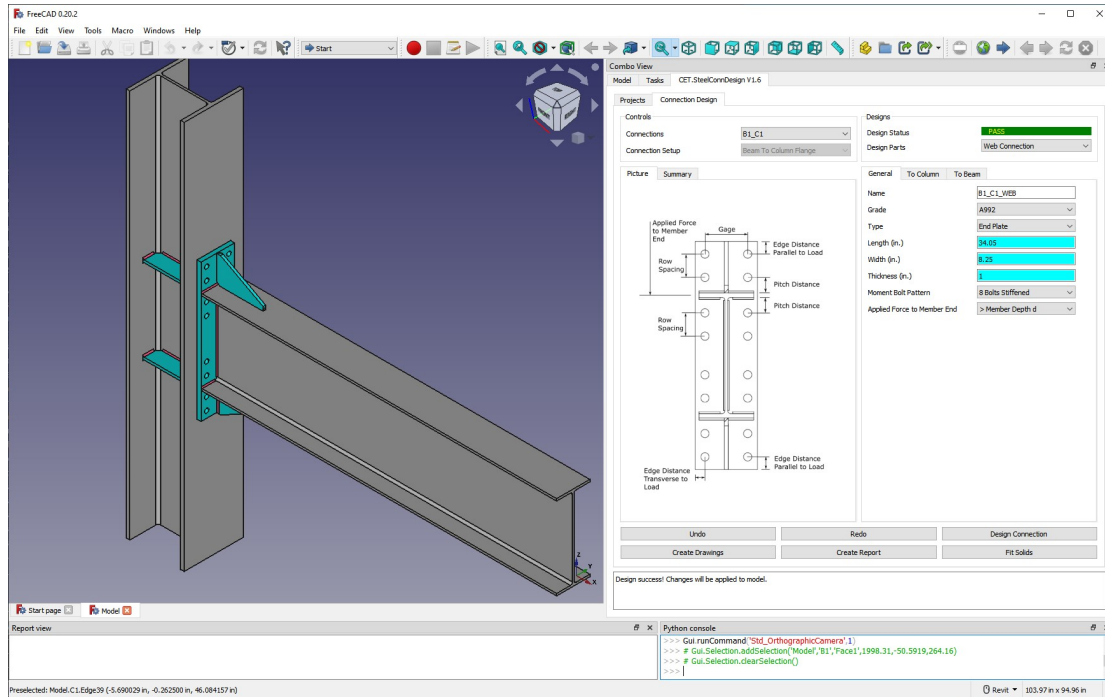 FreeCAD 0.20.2
File Edit View Tools Macro Windows Help
Start
Combo View
Model Tasks CET.SteelConnDesign V1.6
Projects Connection Design
Controls
Connections B1_C1
Connection Setup Beam To Column Flange
Designs
Design Status PASS
Design Parts Web Connection
Picture Summary
General To Column To Beam
Name B1_C1_WEB
Grade A992
Type End Plate
Length (in.) 34.05
Width (in.) 8.25
Thickness (in.) 1
Moment Bolt Pattern 8 Bolts Stiffened
Applied Force to Member End > Member Depth d
Applied Force
to Member
End
Gage
Edge Distance
Parallel to Load
Row
Spacing
Pitch Distance
Pitch Distance
Row
Spacing
Edge Distance
Parallel to Load
Edge Distance
Transverse to
Load
Undo Redo Design Connection
Create Drawings Create Report Fit Solids
Design success! Changes will be applied to model.
Z
Y
X
Start page Model
Report view
Python console
>>> Gui.runCommand('Std_OrthographicCamera',1)
>>> # Gui.Selection.addSelection('Model','B1','Face1',1998.31,-50.5919,264.16)
>>> # Gui.Selection.clearSelection()
>>>
Preselected: Model.C1.Edge39 (-5.690029 in, -0.262500 in, 46.084157 in)
Revit 103.97 in x 94.96 in